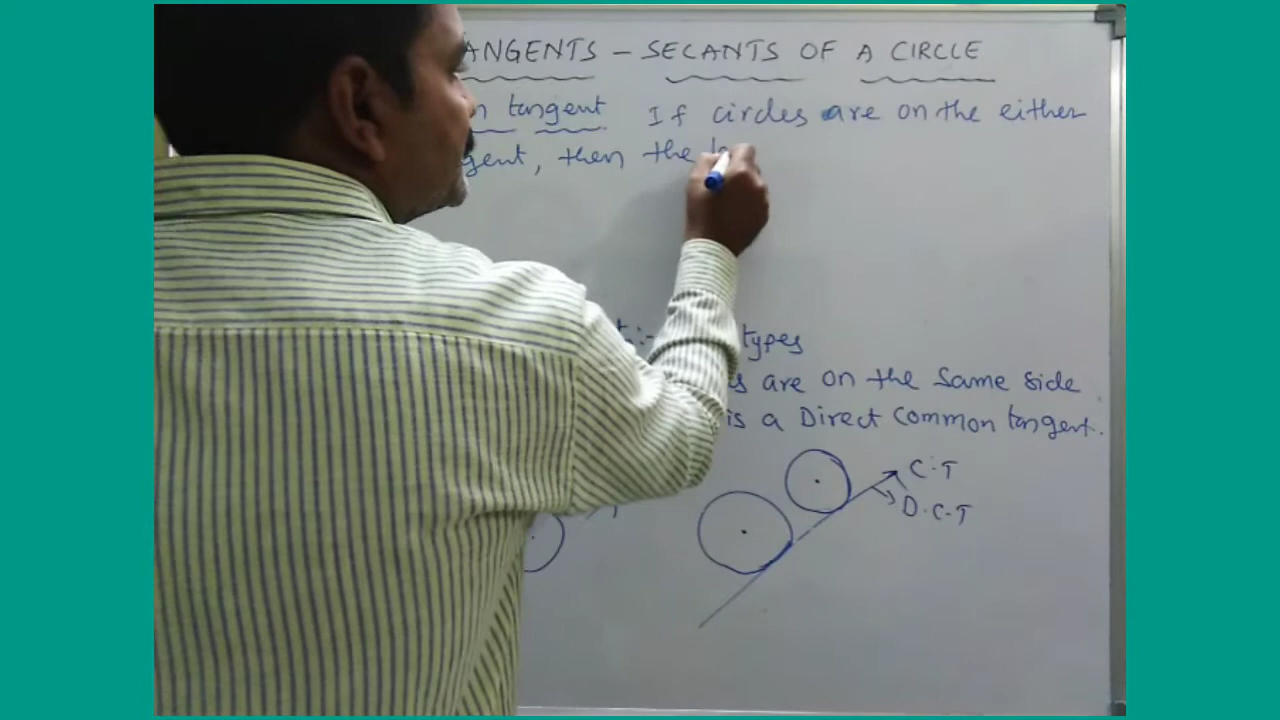 ANGENTS - SECANTS OF A CIRCLE
n tangent If circles are on the either
gent, then the
t:- types
s are on the same side
is a Direct common tangent.
C.T
D.C.T